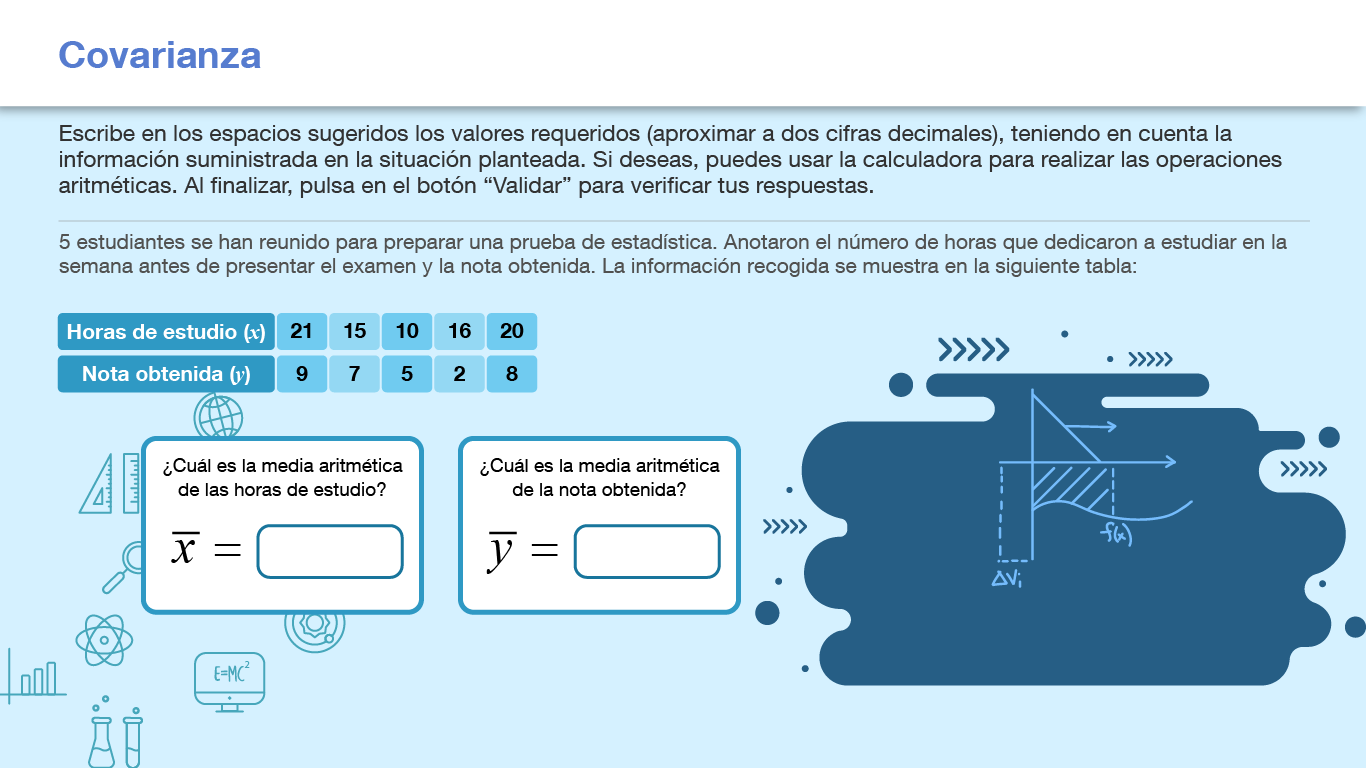 Covarianza
Escribe en los espacios sugeridos los valores requeridos (aproximar a dos cifras decimales), teniendo en cuenta la
información suministrada en la situación planteada. Si deseas, puedes usar la calculadora para realizar las operaciones
aritméticas. Al finalizar, pulsa en el botón “Validar” para verificar tus respuestas.
5 estudiantes se han reunido para preparar una prueba de estadística. Anotaron el número de horas que dedicaron a estudiar en la
semana antes de presentar el examen y la nota obtenida. La información recogida se muestra en la siguiente tabla:
Horas de estudio (x) 21 15 10 16 20
Nota obtenida (y) 9 7 5 2 8
¿Cuál es la media aritmética
de las horas de estudio?
x̅ =
¿Cuál es la media aritmética
de la nota obtenida?
y̅ =
f(x)
ΔVi
E=MC²